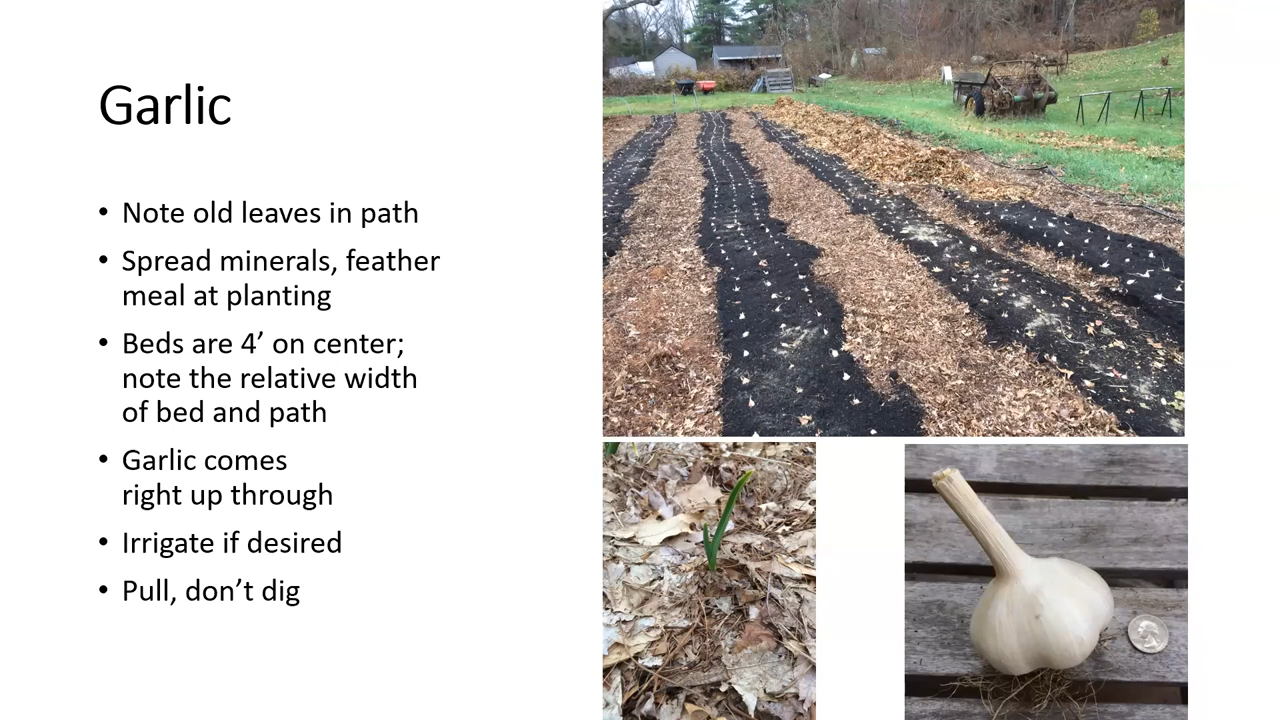 Garlic
• Note old leaves in path
• Spread minerals, feather
meal at planting
• Beds are 4’ on center;
note the relative width
of bed and path
• Garlic comes
right up through
• Irrigate if desired
• Pull, don’t dig